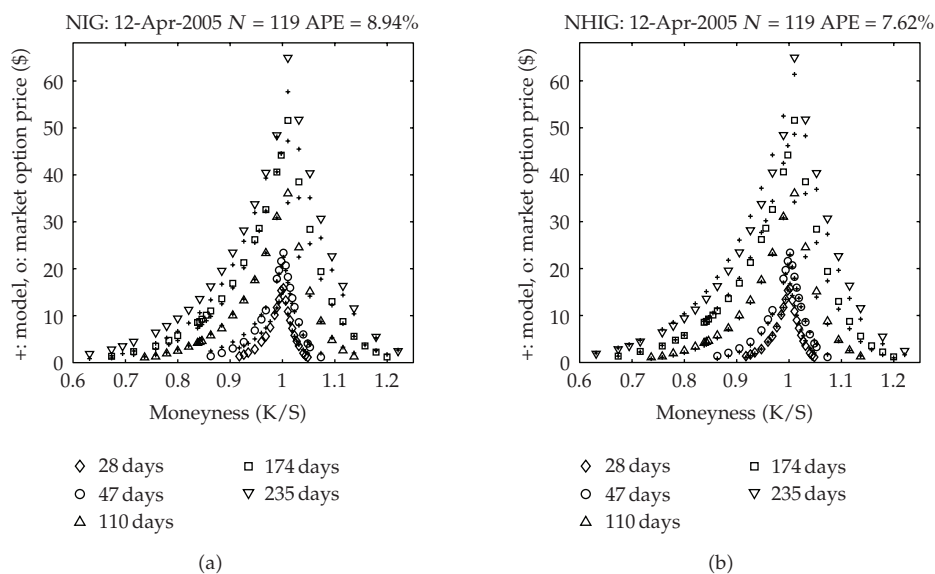 NIG: 12-Apr-2005 N = 119 APE = 8.94%
+: model, o: market option price ($)
60
50
40
30
20
10
0
0.6 0.7 0.8 0.9 1 1.1 1.2
Moneyness (K/S)
28 days
47 days
110 days
174 days
235 days
(a)
NHIG: 12-Apr-2005 N = 119 APE = 7.62%
+: model, o: market option price ($)
60
50
40
30
20
10
0
0.6 0.7 0.8 0.9 1 1.1 1.2
Moneyness (K/S)
28 days
47 days
110 days
174 days
235 days
(b)